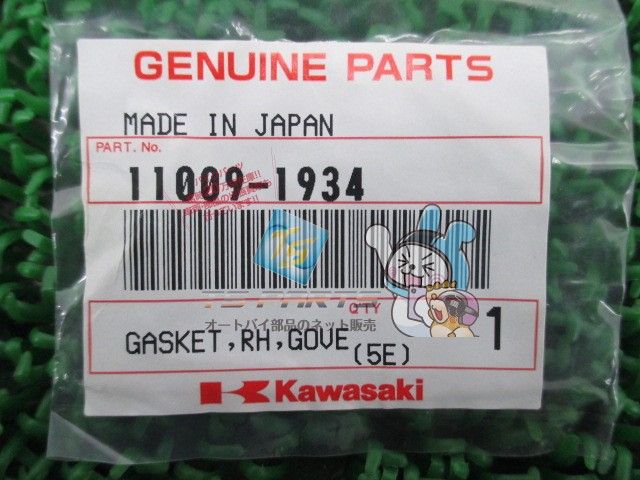 GENUINE PARTS
MADE IN JAPAN
PART. No.
11009-1934
オートバイ部品のネット販売
Q'TY
GASKET,RH,GOVE
(5E)
1
Kawasaki